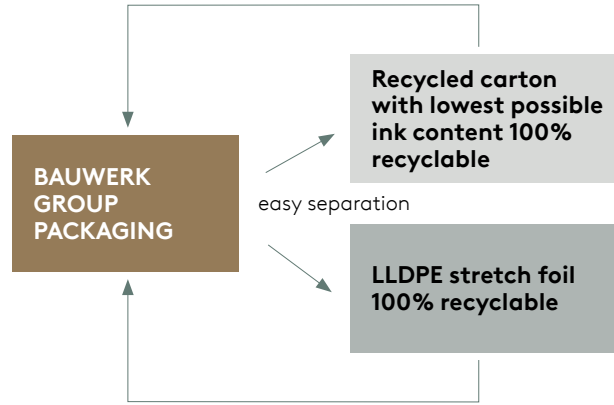 Recycled carton
with lowest possible
ink content 100%
recyclable
BAUWERK
GROUP
PACKAGING
easy separation
LLDPE stretch foil
100% recyclable